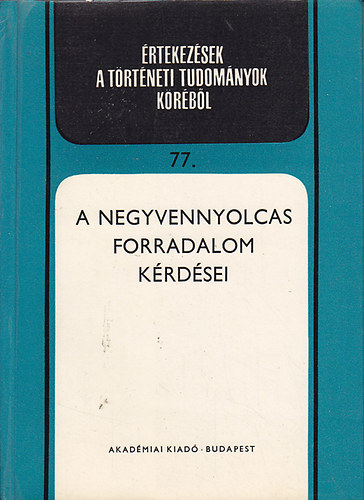 ÉRTEKEZÉSEK
A TÖRTÉNETI TUDOMÁNYOK
KÖRÉBŐL
77.
A NEGYVENNYOLCAS
FORRADALOM
KÉRDÉSEI
AKADÉMIAI KIADÓ · BUDAPEST